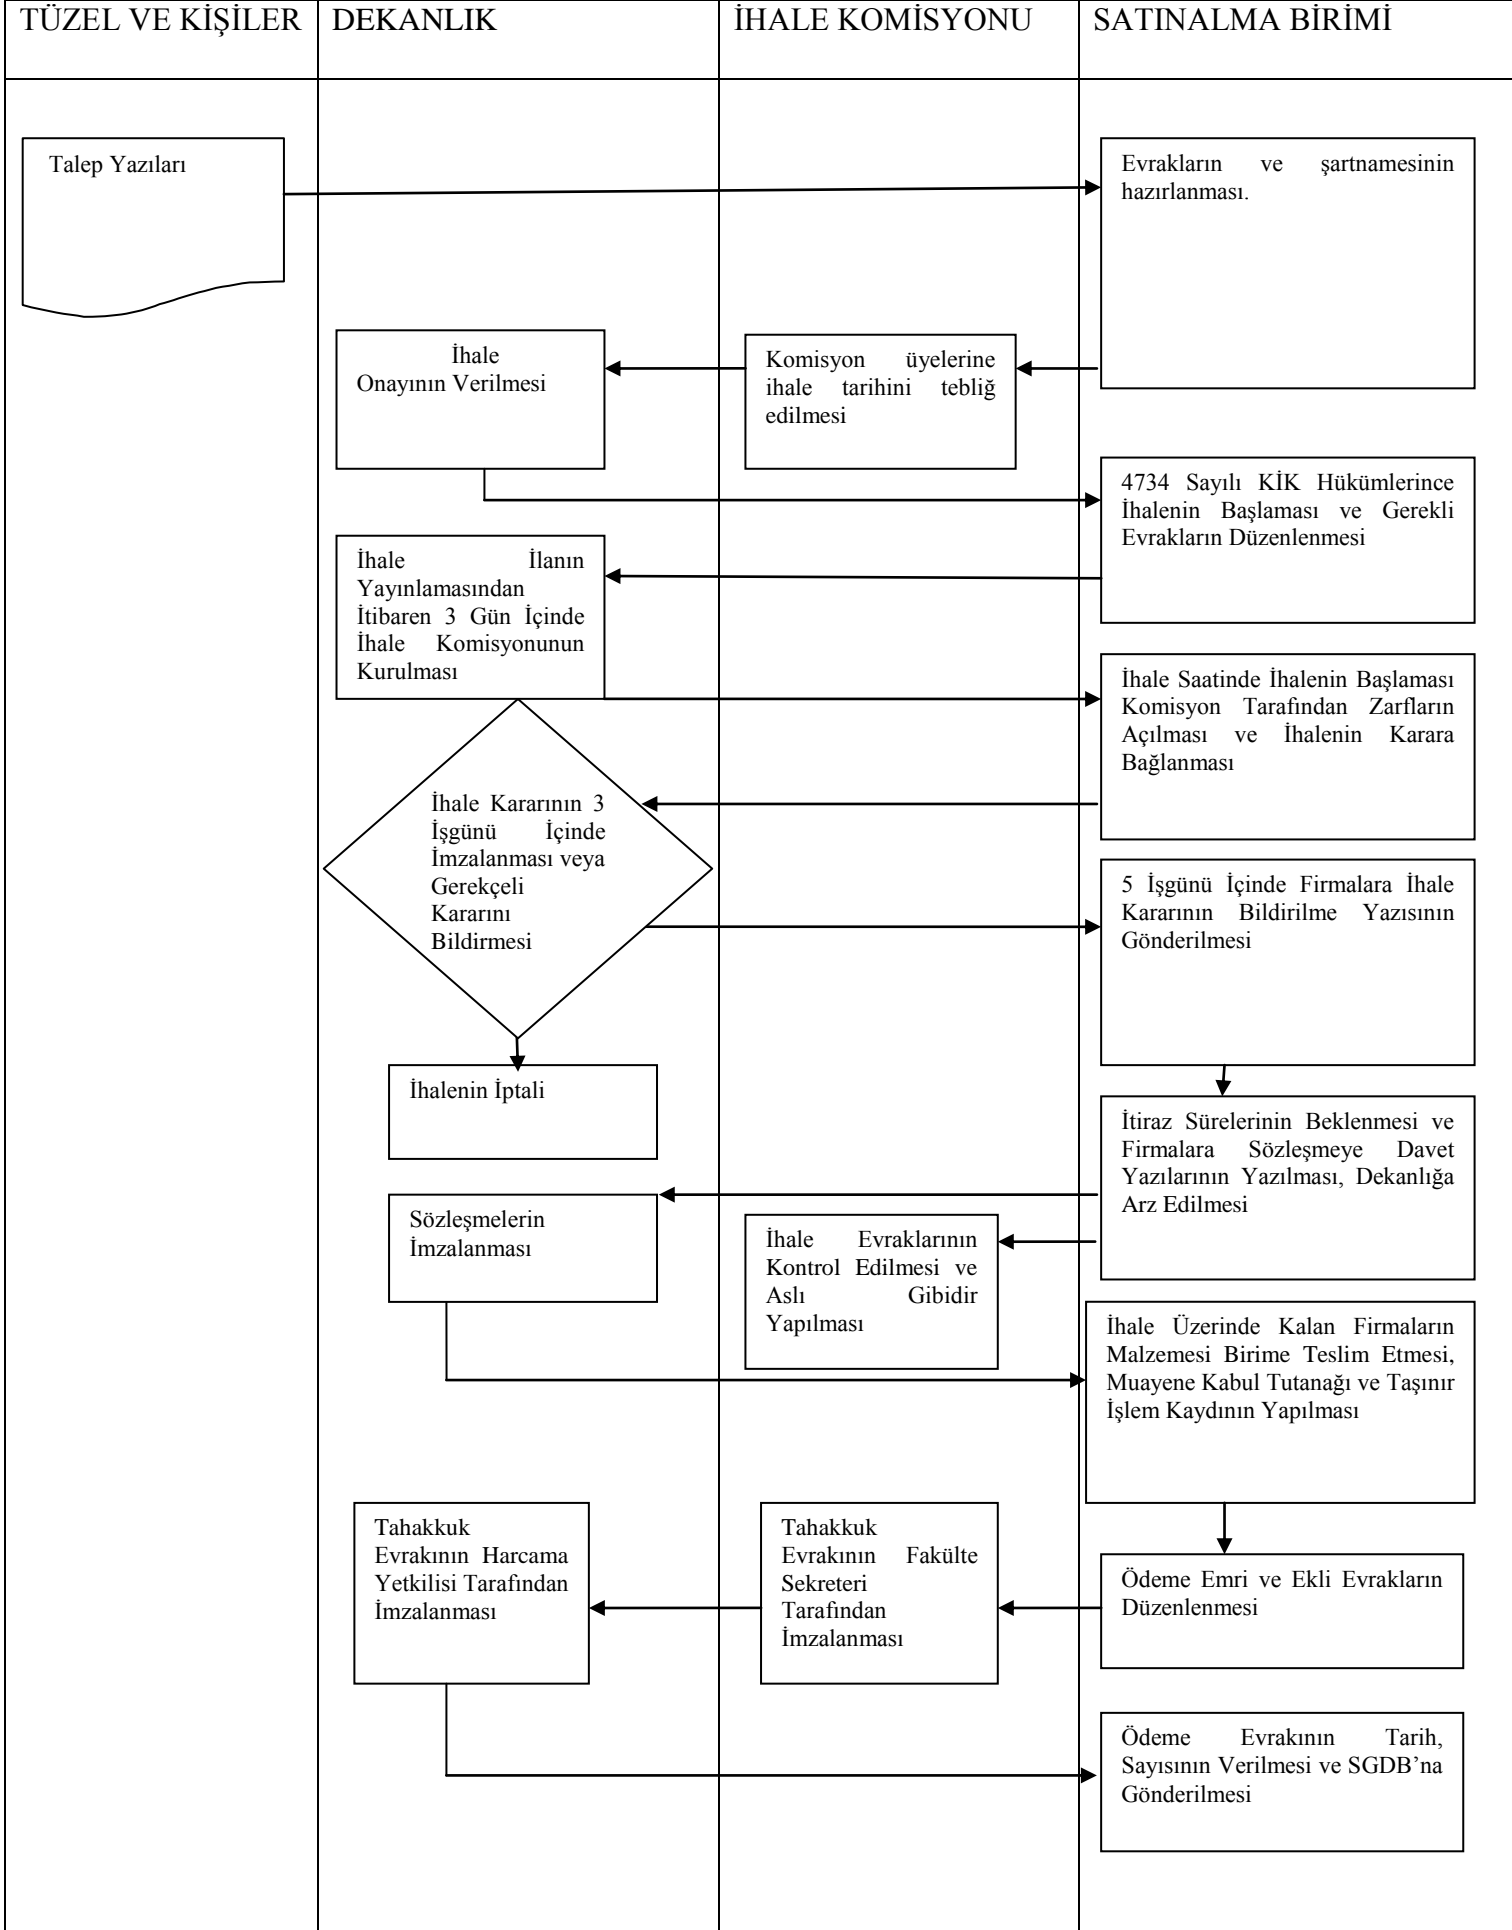 TÜZEL VE KİŞİLER
DEKANLIK
İHALE KOMİSYONU
SATINALMA BİRİMİ
Talep Yazıları
Evrakların ve şartnamesinin
hazırlanması.
İhale
Onayının Verilmesi
Komisyon üyelerine
ihale tarihini tebliğ
edilmesi
4734 Sayılı KİK Hükümlerince
İhalenin Başlaması ve Gerekli
Evrakların Düzenlenmesi
İhale İlanın
Yayınlamasından
İtibaren 3 Gün İçinde
İhale Komisyonunun
Kurulması
İhale Saatinde İhalenin Başlaması
Komisyon Tarafından Zarfların
Açılması ve İhalenin Karara
Bağlanması
İhale Kararının 3
İşgünü İçinde
İmzalanması veya
Gerekçeli
Kararını
Bildirmesi
5 İşgünü İçinde Firmalara İhale
Kararının Bildirilme Yazısının
Gönderilmesi
İhalenin İptali
İtiraz Sürelerinin Beklenmesi ve
Firmalara Sözleşmeye Davet
Yazılarının Yazılması, Dekanlığa
Arz Edilmesi
Sözleşmelerin
İmzalanması
İhale Evraklarının
Kontrol Edilmesi ve
Aslı Gibidir
Yapılması
İhale Üzerinde Kalan Firmaların
Malzemesi Birime Teslim Etmesi,
Muayene Kabul Tutanağı ve Taşınır
İşlem Kaydının Yapılması
Tahakkuk
Evrakının Harcama
Yetkilisi Tarafından
İmzalanması
Tahakkuk
Evrakının Fakülte
Sekreteri
Tarafından
İmzalanması
Ödeme Emri ve Ekli Evrakların
Düzenlenmesi
Ödeme Evrakının Tarih,
Sayısının Verilmesi ve SGDB’na
Gönderilmesi